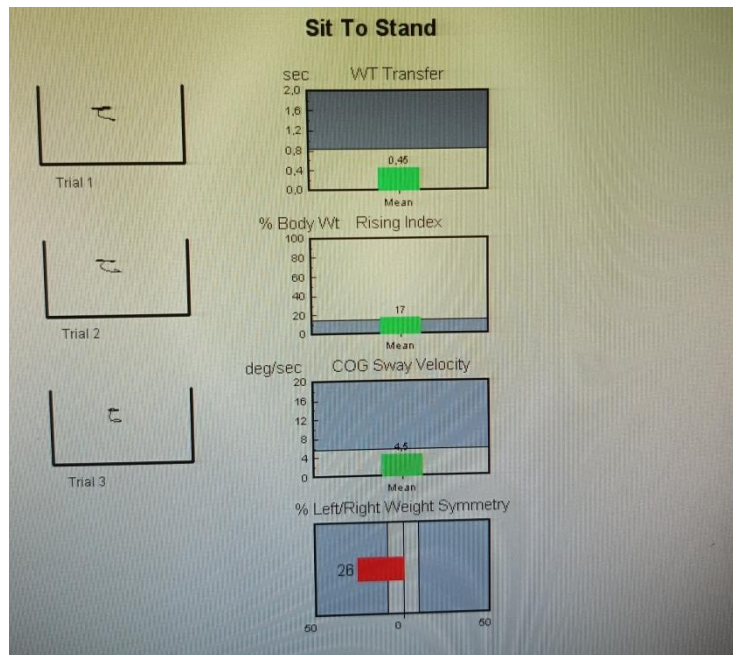 Sit To Stand
sec WT Transfer
2,0
1,6
1,2
0,8
0,4
0,0
0,45
Mean
Trial 1
% Body Wt Rising Index
100
80
60
40
20
0
17
Mean
Trial 2
deg/sec COG Sway Velocity
20
16
12
8
4
0
4,5
Mean
Trial 3
% Left/Right Weight Symmetry
26
50 0 50